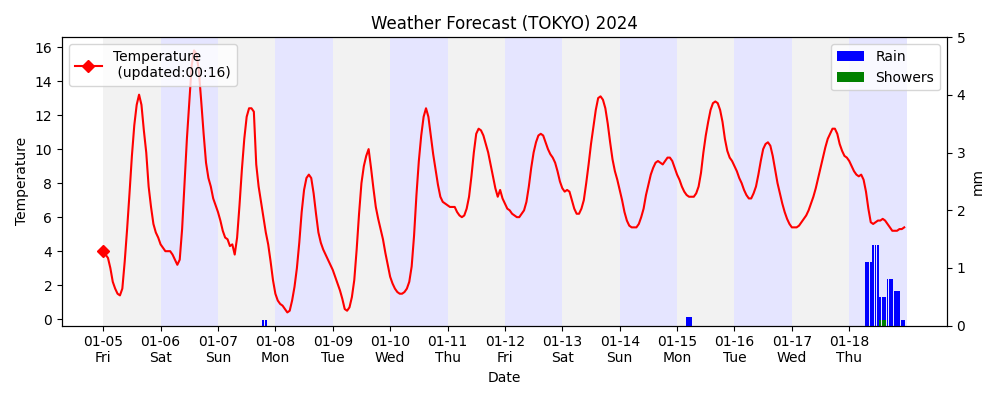 Weather Forecast (TOKYO) 2024
Temperature
(updated:00:16)
Rain
Showers
16
14
12
10
8
6
4
2
0
Temperature
5
4
3
2
1
0
mm
01-05 01-06 01-07 01-08 01-09 01-10 01-11 01-12 01-13 01-14 01-15 01-16 01-17 01-18
Fri Sat Sun Mon Tue Wed Thu Fri Sat Sun Mon Tue Wed Thu
Date